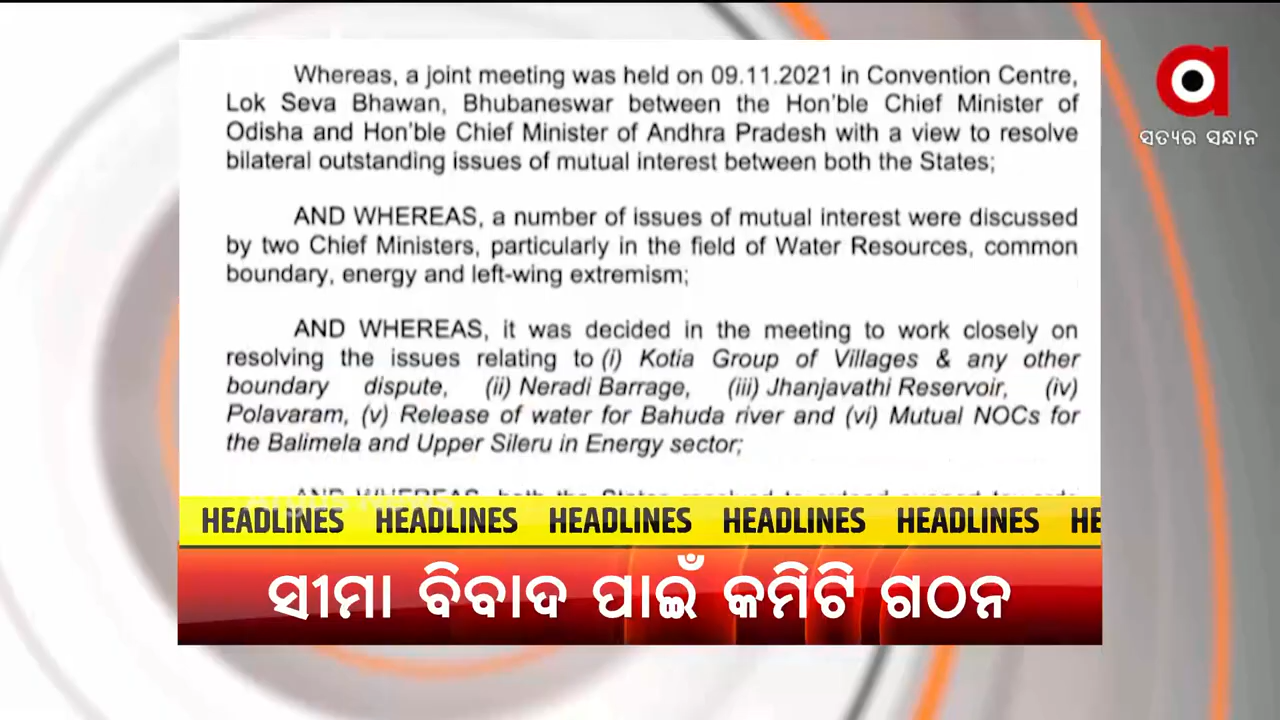 Whereas, a joint meeting was held on 09.11.2021 in Convention Centre,
Lok Seva Bhawan, Bhubaneswar between the Hon'ble Chief Minister of
Odisha and Hon'ble Chief Minister of Andhra Pradesh with a view to resolve
bilateral outstanding issues of mutual interest between both the States;
AND WHEREAS, a number of issues of mutual interest were discussed
by two Chief Ministers, particularly in the field of Water Resources, common
boundary, energy and left-wing extremism;
AND WHEREAS, it was decided in the meeting to work closely on
resolving the issues relating to (i) Kotia Group of Villages & any other
boundary dispute, (ii) Neradi Barrage, (iii) Jhanjavathi Reservoir, (iv)
Polavaram, (v) Release of water for Bahuda river and (vi) Mutual NOCs for
the Balimela and Upper Sileru in Energy sector;
AND WHEREAS, both the States
HEADLINES HEADLINES HEADLINES HEADLINES HEADLINES HE
ସୀମା ବିବାଦ ପାଇଁ କମିଟି ଗଠନ
ସତ୍ୟର ସନ୍ଧାନ